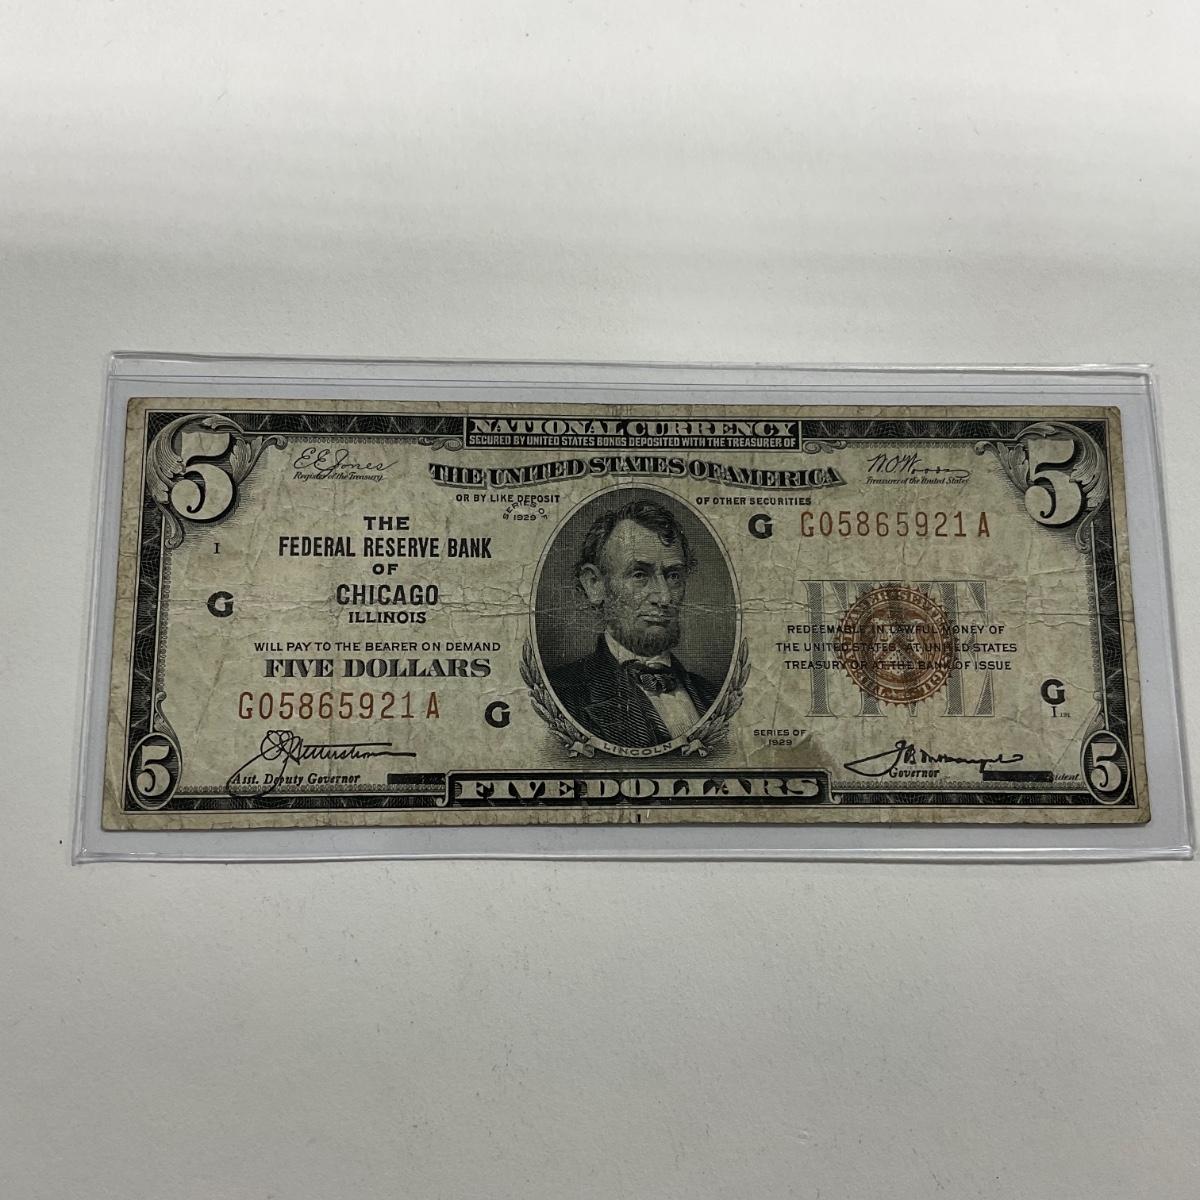 NATIONAL CURRENCY
SECURED BY UNITED STATES BONDS DEPOSITED WITH THE TREASURER OF
THE UNITED STATES OF AMERICA
OR BY LIKE DEPOSIT OF OTHER SECURITIES
5
5
E E Jones
Register of the Treasury
W O Woods
Treasurer of the United States
SERIES OF
1929
THE
FEDERAL RESERVE BANK
OF
CHICAGO
ILLINOIS
I
G
G G05865921A
WILL PAY TO THE BEARER ON DEMAND
FIVE DOLLARS
G05865921A
G
FIVE
REDEEMABLE IN LAWFUL MONEY OF
THE UNITED STATES, AT UNITED STATES
TREASURY OR AT THE BANK OF ISSUE
G
I
LINCOLN
SERIES OF
1929
Asst. Deputy Governor
Governor
5
FIVE DOLLARS
5